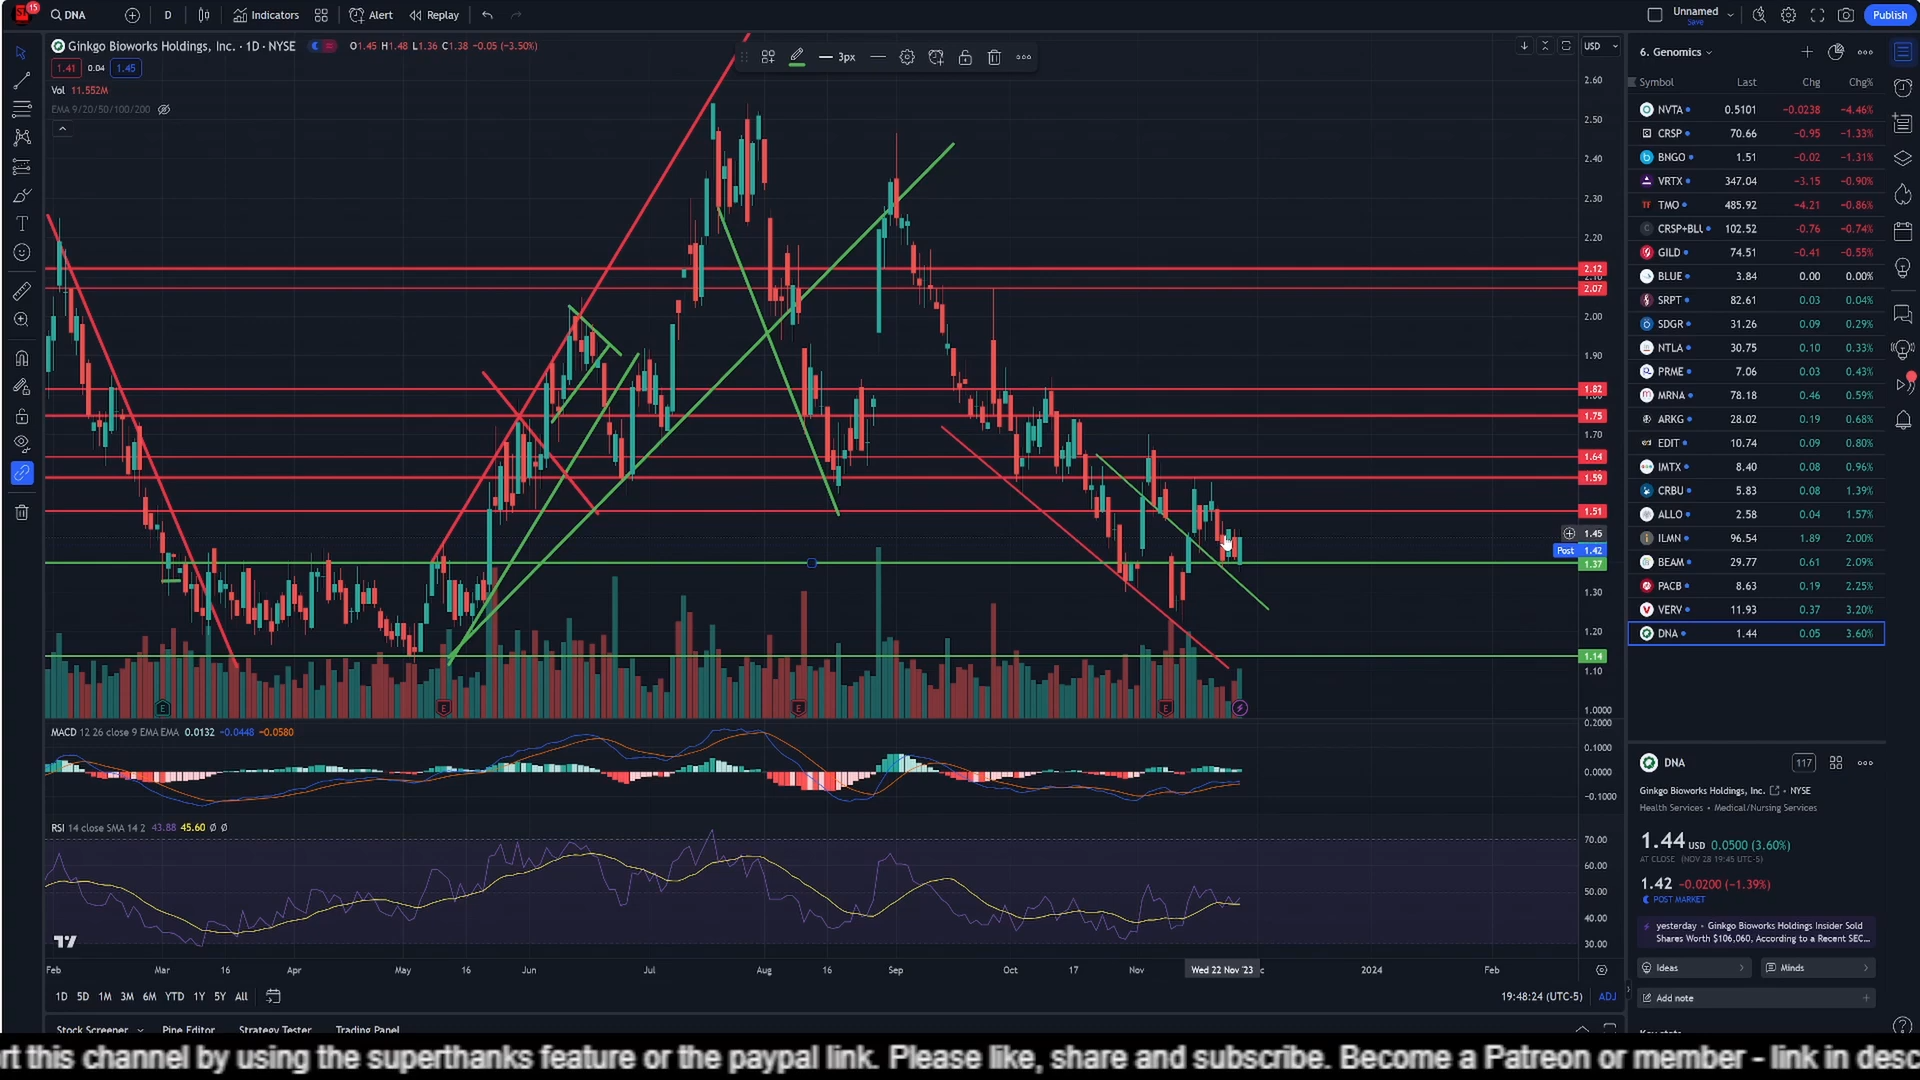 15
DNA
D
Indicators
Alert
Replay
Unnamed
Save
Publish
Ginkgo Bioworks Holdings, Inc. · 1D · NYSE
O1.45 H1.48 L1.36 C1.38 −0.05 (−3.50%)
1.41 0.04 1.45
Vol 11.552M
EMA 9/20/50/100/200
3px
USD
2.60
2.50
2.40
2.30
2.20
2.12
2.10
2.07
2.00
1.90
1.82
1.75
1.70
1.64
1.59
1.51
1.45
Post 1.42
1.37
1.30
1.20
1.14
1.10
1.0000
E E E E
MACD 12 26 close 9 EMA EMA 0.0132 −0.0448 −0.0580
0.2000
0.1000
0.0000
−0.1000
RSI 14 close SMA 14 2 43.88 45.60 Ø Ø
70.00
60.00
50.00
40.00
30.00
Feb Mar 16 Apr May 16 Jun Jul Aug 16 Sep Oct 17 Nov Wed 22 Nov '23 2024 Feb
1D 5D 1M 3M 6M YTD 1Y 5Y All
19:48:24 (UTC-5) ADJ
Stock Screener Pine Editor Strategy Tester Trading Panel
6. Genomics
Symbol Last Chg Chg%
NVTA 0.5101 −0.0238 −4.46%
CRSP 70.66 −0.95 −1.33%
BNGO 1.51 −0.02 −1.31%
VRTX 347.04 −3.15 −0.90%
TMO 485.92 −4.21 −0.86%
CRSP+BLU 102.52 −0.76 −0.74%
GILD 74.51 −0.41 −0.55%
BLUE 3.84 0.00 0.00%
SRPT 82.61 0.03 0.04%
SDGR 31.26 0.09 0.29%
NTLA 30.75 0.10 0.33%
PRME 7.06 0.03 0.43%
MRNA 78.18 0.46 0.59%
ARKG 28.02 0.19 0.68%
EDIT 10.74 0.09 0.80%
IMTX 8.40 0.08 0.96%
CRBU 5.83 0.08 1.39%
ALLO 2.58 0.04 1.57%
ILMN 96.54 1.89 2.00%
BEAM 29.77 0.61 2.09%
PACB 8.63 0.19 2.25%
VERV 11.93 0.37 3.20%
DNA 1.44 0.05 3.60%
DNA
117
Ginkgo Bioworks Holdings, Inc. • NYSE
Health Services • Medical/Nursing Services
1.44 USD 0.0500 (3.60%)
AT CLOSE (NOV 28 19:45 UTC-5)
1.42 −0.0200 (−1.39%)
POST MARKET
yesterday • Ginkgo Bioworks Holdings Insider Sold
Shares Worth $106,060, According to a Recent SEC...
Ideas
Minds
Add note
rt this channel by using the superthanks feature or the paypal link. Please like, share and subscribe. Become a Patreon or member - link in desc